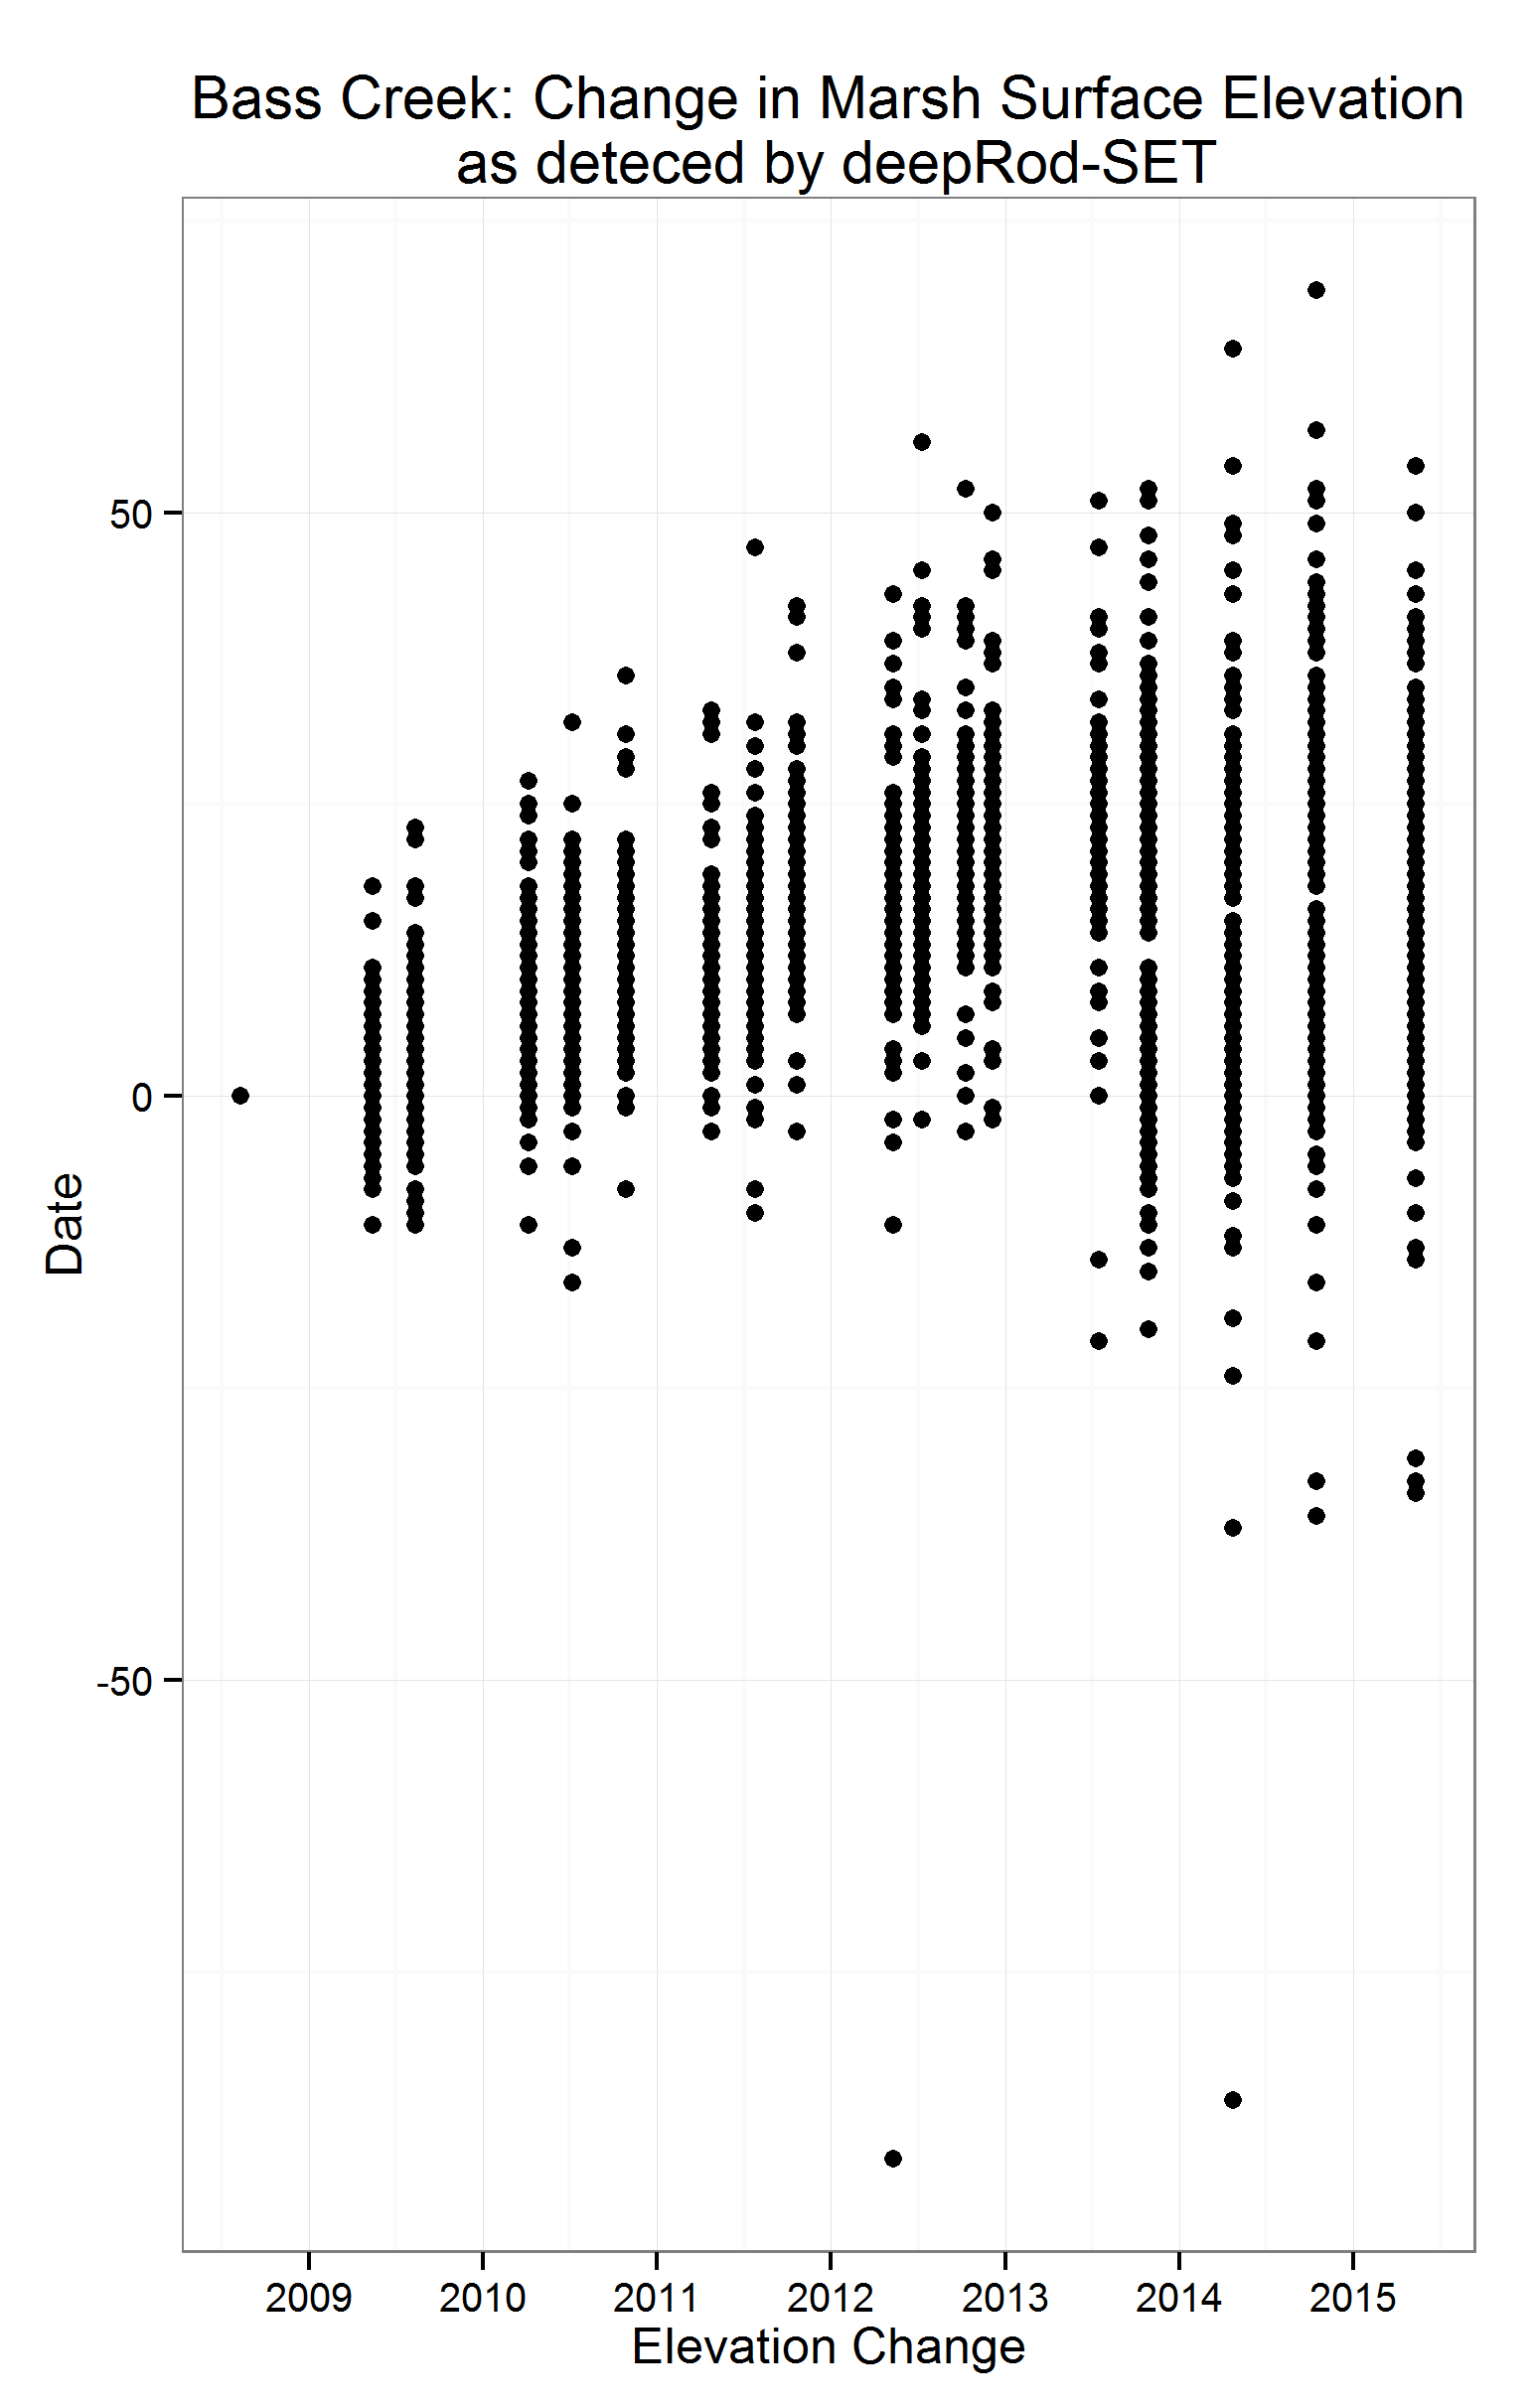 Bass Creek: Change in Marsh Surface Elevation
as deteced by deepRod-SET
50
0
-50
Date
2009 2010 2011 2012 2013 2014 2015
Elevation Change